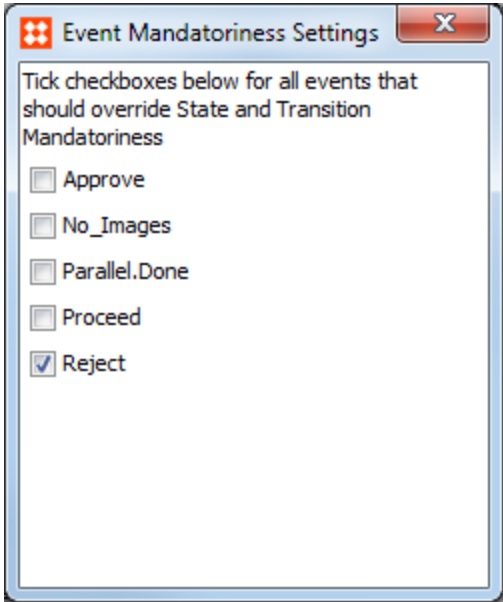 Event Mandatoriness Settings
Tick checkboxes below for all events that
should override State and Transition
Mandatoriness
Approve
No_Images
Parallel.Done
Proceed
Reject